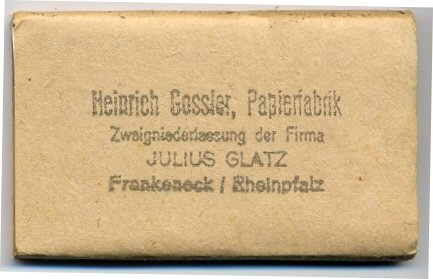 Heinrich Gossler, Papierfabrik
Zweigniederlassung der Firma
JULIUS GLATZ
Frankeneck / Rheinpfalz